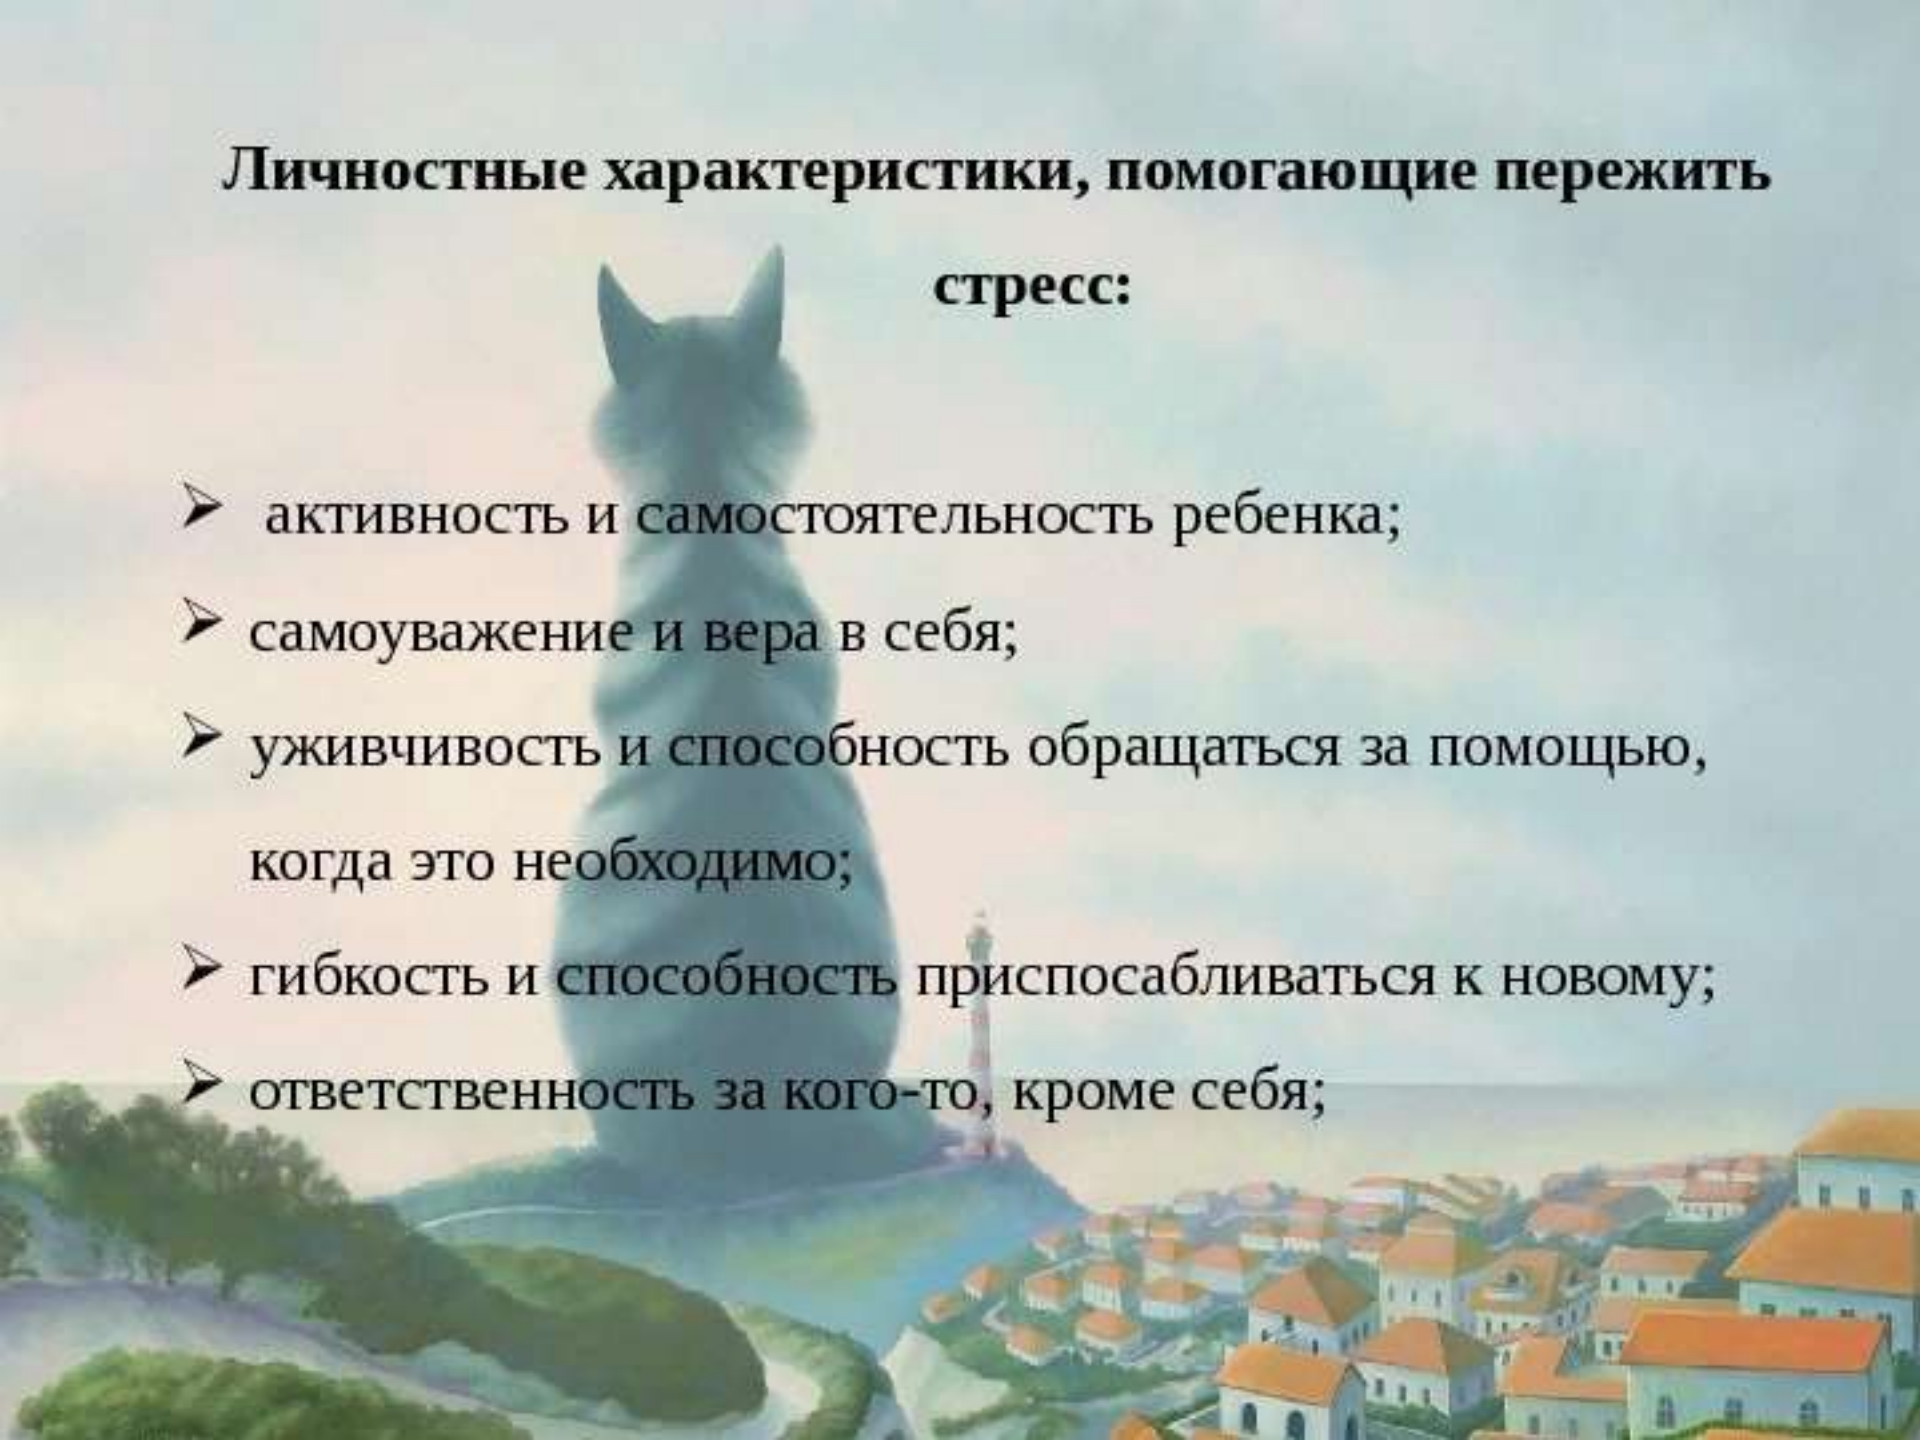 Личностные характеристики, помогающие пережить
стресс:
➢ активность и самостоятельность ребенка;
➢ самоуважение и вера в себя;
➢ уживчивость и способность обращаться за помощью,
когда это необходимо;
➢ гибкость и способность приспосабливаться к новому;
➢ ответственность за кого-то, кроме себя;